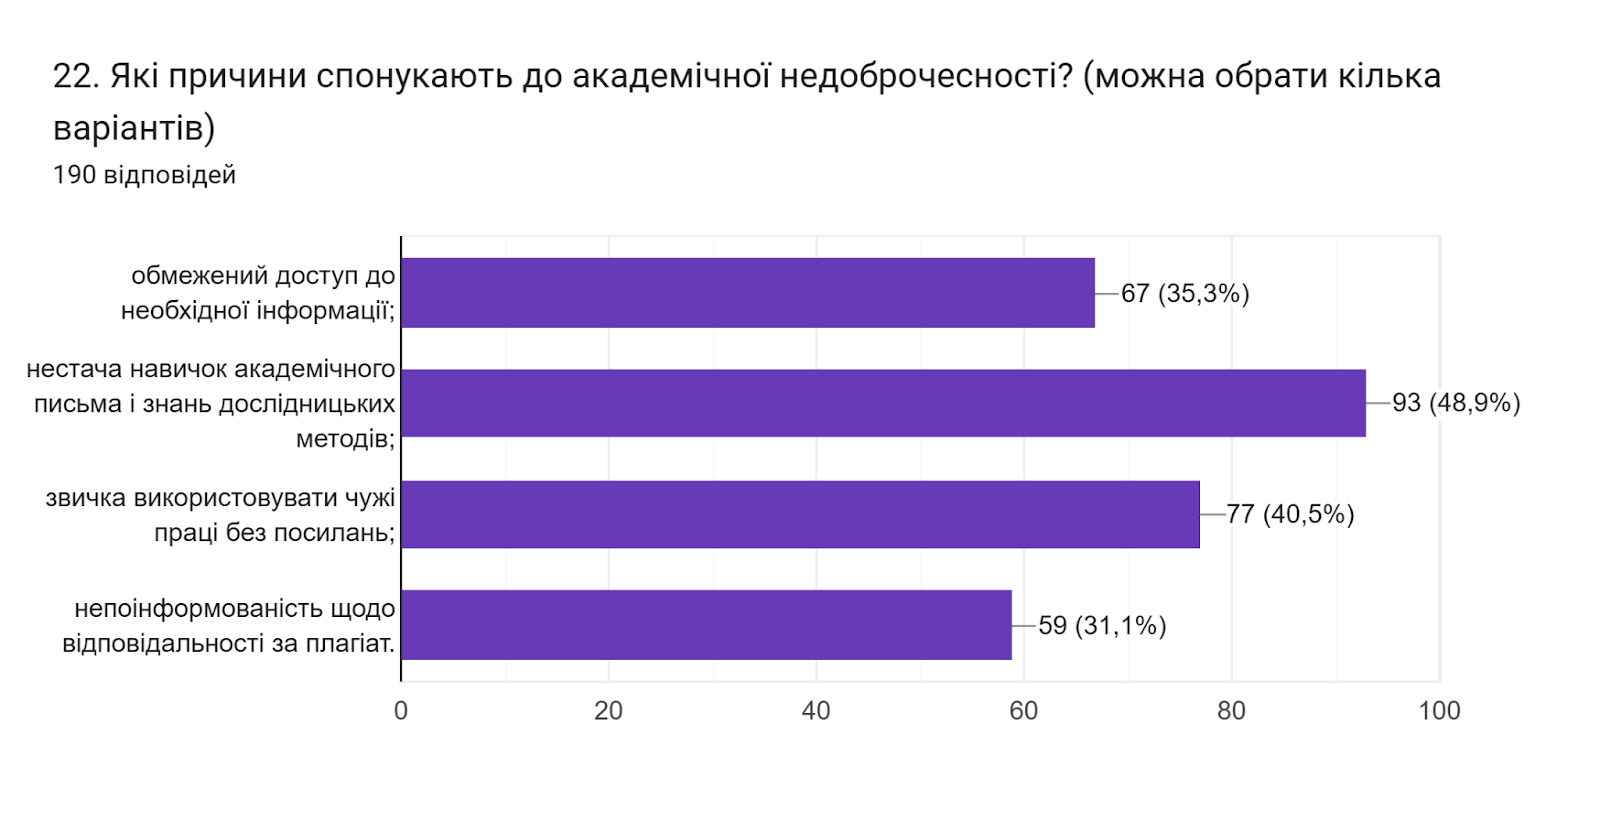 22. Які причини спонукають до академічної недоброчесності? (можна обрати кілька
варіантів)
190 відповідей
обмежений доступ до
необхідної інформації;
67 (35,3%)
нестача навичок академічного
письма і знань дослідницьких
методів;
93 (48,9%)
звичка використовувати чужі
праці без посилань;
77 (40,5%)
непоінформованість щодо
відповідальності за плагіат.
59 (31,1%)
0 20 40 60 80 100